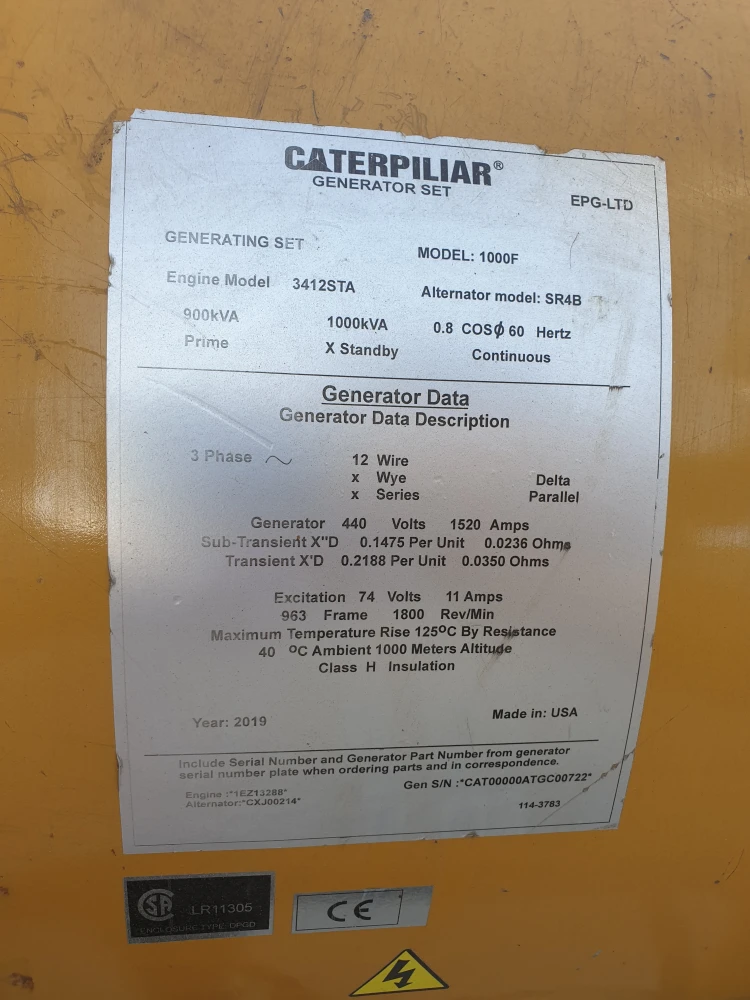 CATERPILIAR®
GENERATOR SET
EPG-LTD
GENERATING SET
MODEL: 1000F
Engine Model 3412STA
Alternator model: SR4B
900kVA 1000kVA 0.8 COSϕ 60 Hertz
Prime X Standby Continuous
Generator Data
Generator Data Description
3 Phase ~ 12 Wire
x Wye Delta
x Series Parallel
Generator 440 Volts 1520 Amps
Sub-Transient X"D 0.1475 Per Unit 0.0236 Ohms
Transient X'D 0.2188 Per Unit 0.0350 Ohms
Excitation 74 Volts 11 Amps
963 Frame 1800 Rev/Min
Maximum Temperature Rise 125ºC By Resistance
40 ºC Ambient 1000 Meters Altitude
Class H Insulation
Year: 2019
Made in: USA
Include Serial Number and Generator Part Number from generator
serial number plate when ordering parts and in correspondence.
Engine :"1EZ13288"
Gen S/N :"CAT00000ATGC00722"
Alternator:"CXJ00214"
114-3783
SA LR11305
ENCLOSURE TYPE: DPGD
CE